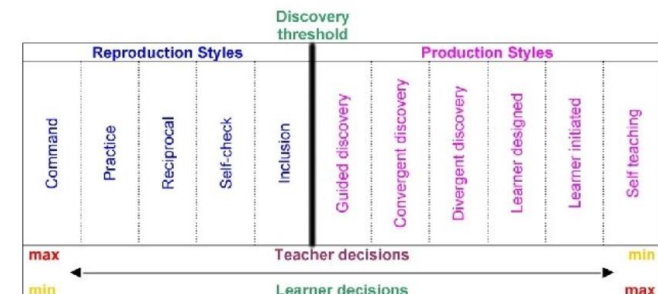 Discovery
threshold
Reproduction Styles
Production Styles
Command
Practice
Reciprocal
Self-check
Inclusion
Guided discovery
Convergent discovery
Divergent discovery
Learner designed
Learner initiated
Self teaching
max Teacher decisions min
min Learner decisions max